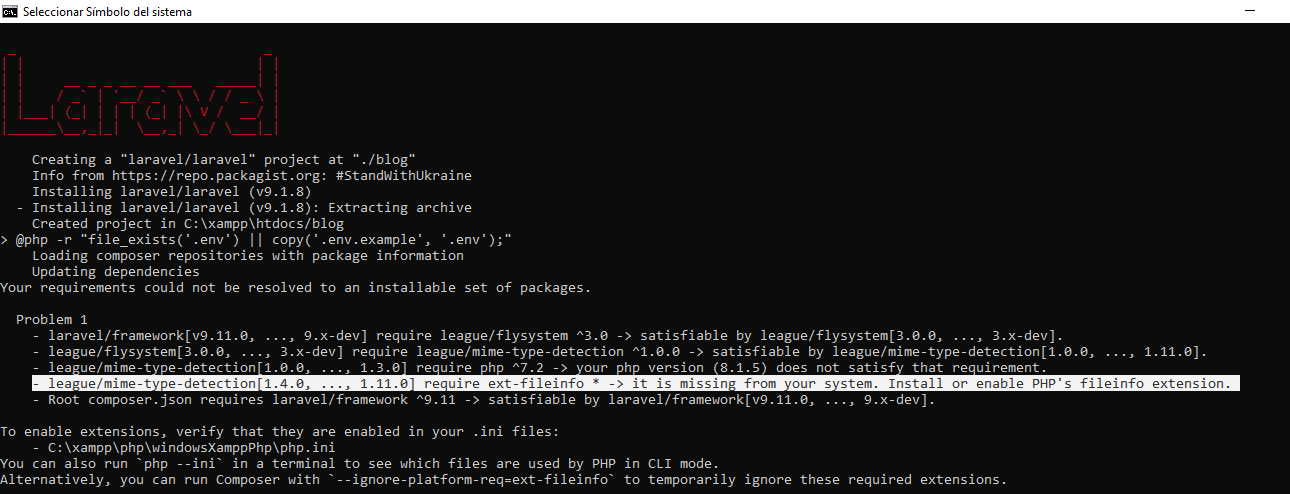 Seleccionar Símbolo del sistema
Laravel
Creating a "laravel/laravel" project at "./blog"
Info from https://repo.packagist.org: #StandWithUkraine
Installing laravel/laravel (v9.1.8)
- Installing laravel/laravel (v9.1.8): Extracting archive
Created project in C:\xampp\htdocs/blog
> @php -r "file_exists('.env') || copy('.env.example', '.env');"
Loading composer repositories with package information
Updating dependencies
Your requirements could not be resolved to an installable set of packages.
Problem 1
- laravel/framework[v9.11.0, ..., 9.x-dev] require league/flysystem ^3.0 -> satisfiable by league/flysystem[3.0.0, ..., 3.x-dev].
- league/flysystem[3.0.0, ..., 3.x-dev] require league/mime-type-detection ^1.0.0 -> satisfiable by league/mime-type-detection[1.0.0, ..., 1.11.0].
- league/mime-type-detection[1.0.0, ..., 1.3.0] require php ^7.2 -> your php version (8.1.5) does not satisfy that requirement.
- league/mime-type-detection[1.4.0, ..., 1.11.0] require ext-fileinfo * -> it is missing from your system. Install or enable PHP's fileinfo extension.
- Root composer.json requires laravel/framework ^9.11 -> satisfiable by laravel/framework[v9.11.0, ..., 9.x-dev].
To enable extensions, verify that they are enabled in your .ini files:
- C:\xampp\php\windowsXamppPhp\php.ini
You can also run `php --ini` in a terminal to see which files are used by PHP in CLI mode.
Alternatively, you can run Composer with `--ignore-platform-req=ext-fileinfo` to temporarily ignore these required extensions.